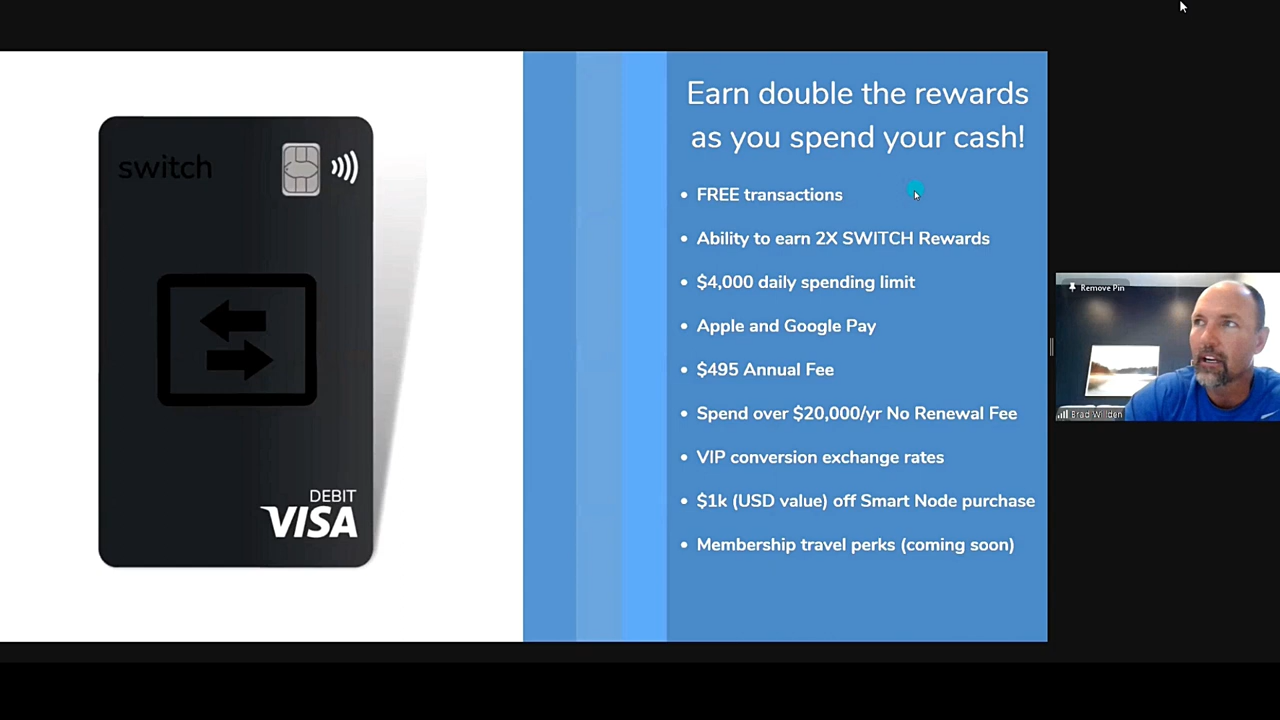 Earn double the rewards
as you spend your cash!
switch
• FREE transactions
• Ability to earn 2X SWITCH Rewards
• $4,000 daily spending limit
• Apple and Google Pay
• $495 Annual Fee
• Spend over $20,000/yr No Renewal Fee
• VIP conversion exchange rates
• $1k (USD value) off Smart Node purchase
• Membership travel perks (coming soon)
DEBIT
VISA
Remove Pin
Brad Willden